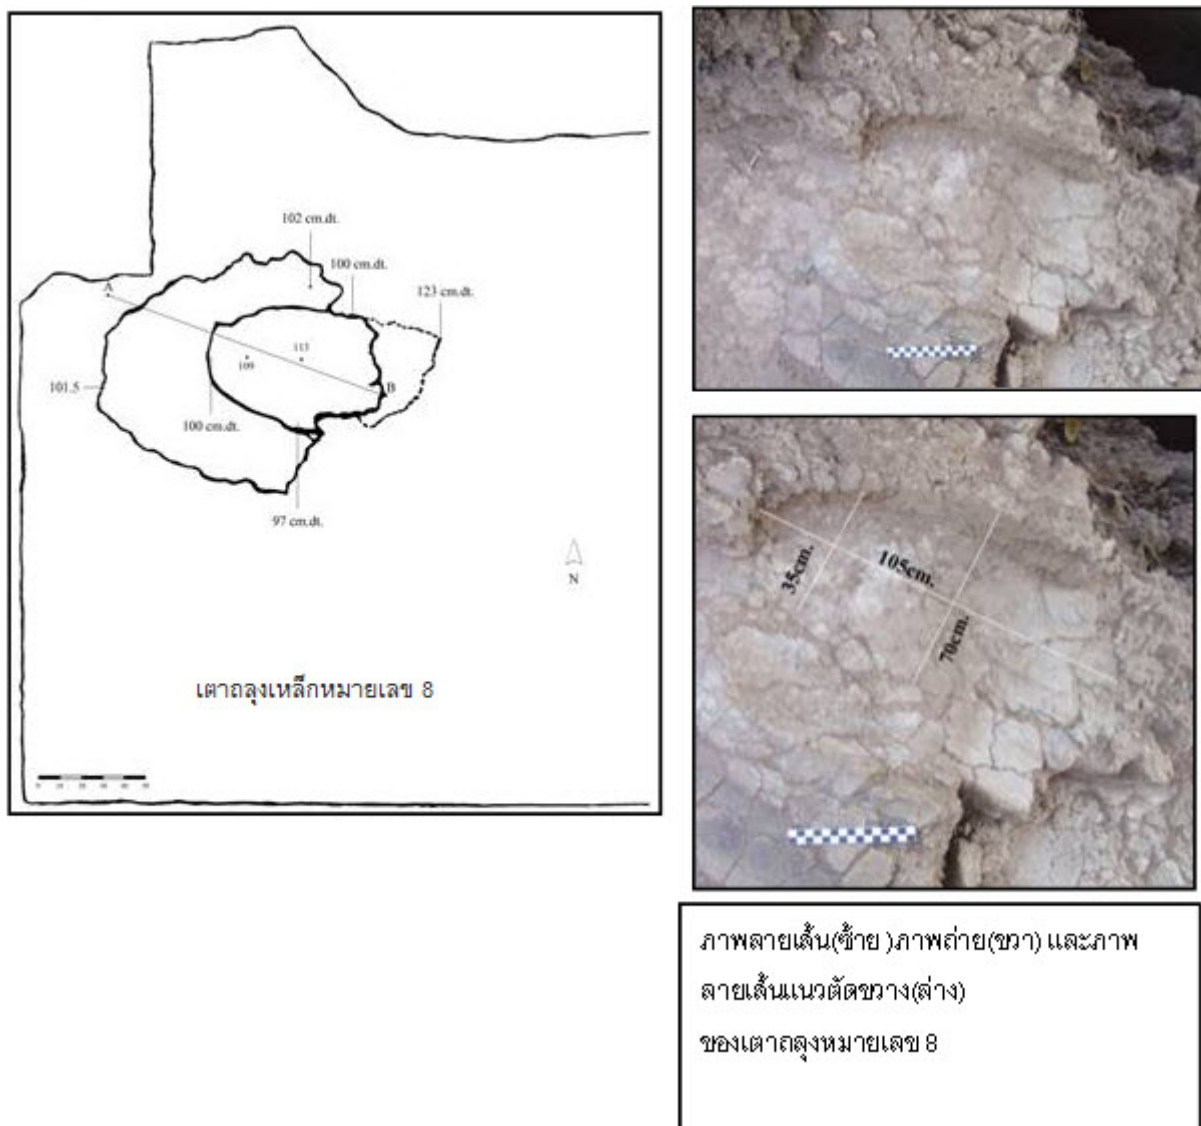 102 cm.dt.
100 cm.dt.
123 cm.dt.
A
113
109
B
101.5
100 cm.dt.
97 cm.dt.
N
เตาถลุงเหล็กหมายเลข 8
35cm.
105cm.
70cm.
ภาพลายเส้น(ซ้าย )ภาพถ่าย(ขวา) และภาพ
ลายเส้นแนวตัดขวาง(ล่าง)
ของเตาถลุงหมายเลข 8